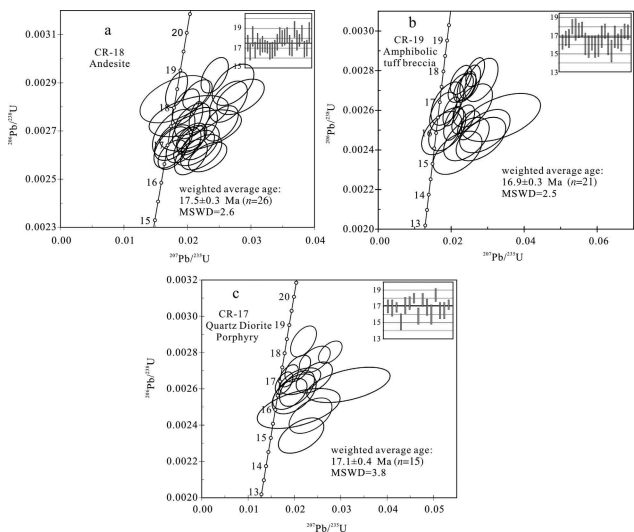 a
CR-18
Andesite
0.0031
0.0029
0.0027
0.0025
0.0023
²⁰⁶Pb/²³⁸U
20
19
18
17
16
15
19
17
15
13
weighted average age:
17.5±0.3 Ma (n=26)
MSWD=2.6
0.00
0.01
0.02
0.03
0.04
²⁰⁷Pb/²³⁵U
b
CR-19
Amphibolic
tuff breccia
0.0030
0.0028
0.0026
0.0024
0.0022
0.0020
²⁰⁶Pb/²³⁸U
19
18
17
16
15
14
13
19
17
15
13
weighted average age:
16.9±0.3 Ma (n=21)
MSWD=2.5
0.00
0.02
0.04
0.06
²⁰⁷Pb/²³⁵U
c
CR-17
Quartz Diorite
Porphyry
0.0032
0.0030
0.0028
0.0026
0.0024
0.0022
0.0020
²⁰⁶Pb/²³⁸U
20
19
18
17
16
15
14
13
19
17
15
13
weighted average age:
17.1±0.4 Ma (n=15)
MSWD=3.8
0.00
0.01
0.02
0.03
0.04
0.05
²⁰⁷Pb/²³⁵U